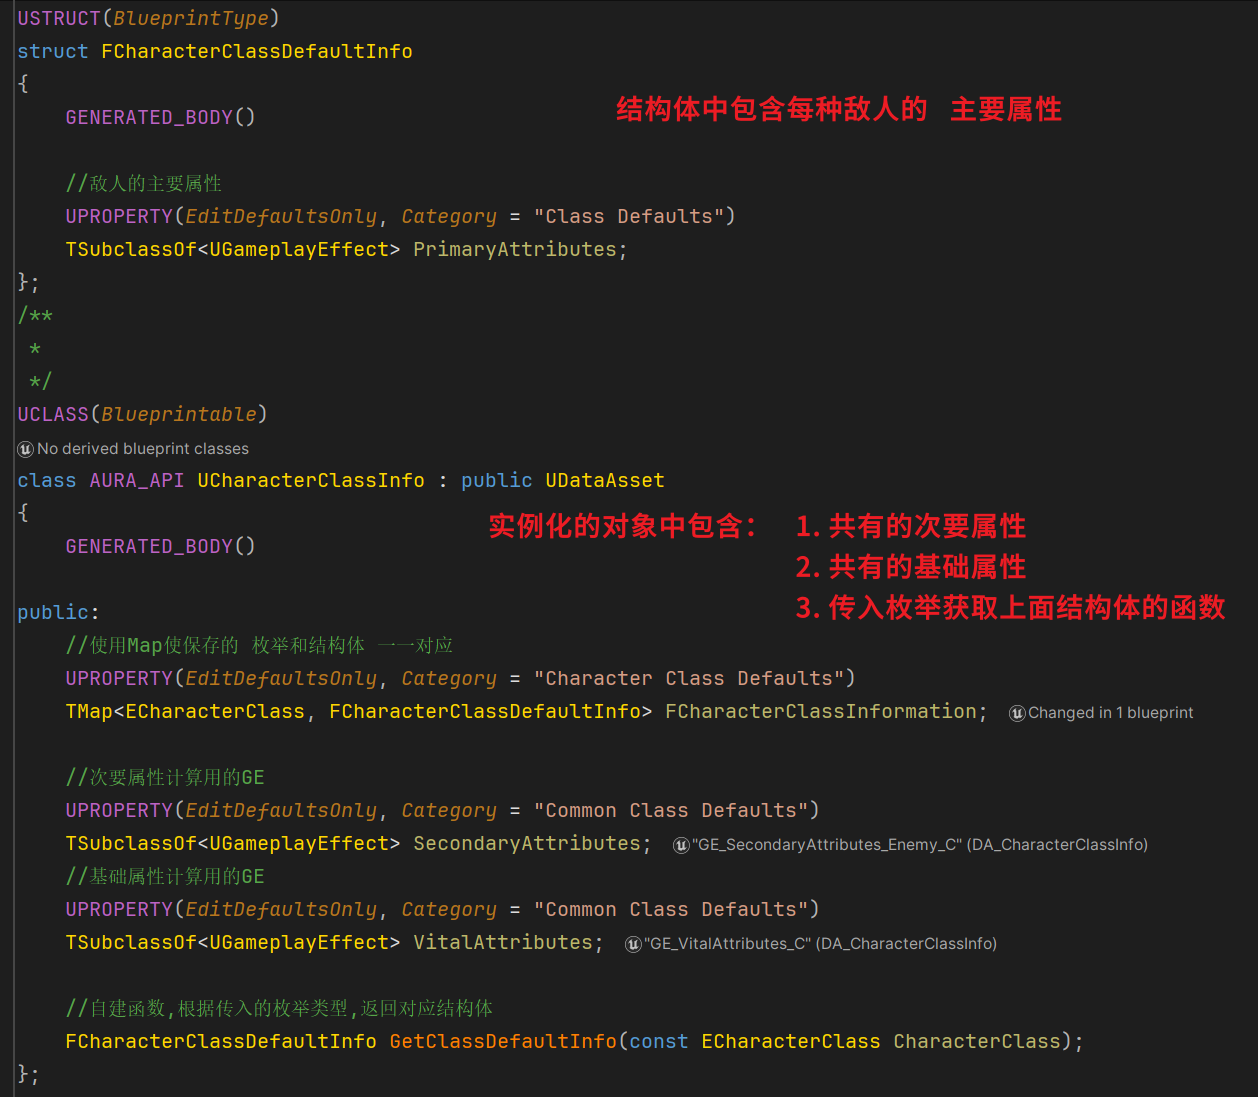 USTRUCT(BlueprintType)
struct FCharacterClassDefaultInfo
{
    GENERATED_BODY()
结构体中包含每种敌人的 主要属性
    //敌人的主要属性
    UPROPERTY(EditDefaultsOnly, Category = "Class Defaults")
    TSubclassOf<UGameplayEffect> PrimaryAttributes;
};
/**
 *
 */
UCLASS(Blueprintable)
No derived blueprint classes
class AURA_API UCharacterClassInfo : public UDataAsset
{
实例化的对象中包含： 1. 共有的次要属性
    GENERATED_BODY()
2. 共有的基础属性
3. 传入枚举获取上面结构体的函数
public:
    //使用Map使保存的 枚举和结构体 一一对应
    UPROPERTY(EditDefaultsOnly, Category = "Character Class Defaults")
    TMap<ECharacterClass, FCharacterClassDefaultInfo> FCharacterClassInformation; Changed in 1 blueprint
    //次要属性计算用的GE
    UPROPERTY(EditDefaultsOnly, Category = "Common Class Defaults")
    TSubclassOf<UGameplayEffect> SecondaryAttributes; "GE_SecondaryAttributes_Enemy_C" (DA_CharacterClassInfo)
    //基础属性计算用的GE
    UPROPERTY(EditDefaultsOnly, Category = "Common Class Defaults")
    TSubclassOf<UGameplayEffect> VitalAttributes; "GE_VitalAttributes_C" (DA_CharacterClassInfo)
    //自建函数,根据传入的枚举类型,返回对应结构体
    FCharacterClassDefaultInfo GetClassDefaultInfo(const ECharacterClass CharacterClass);
};